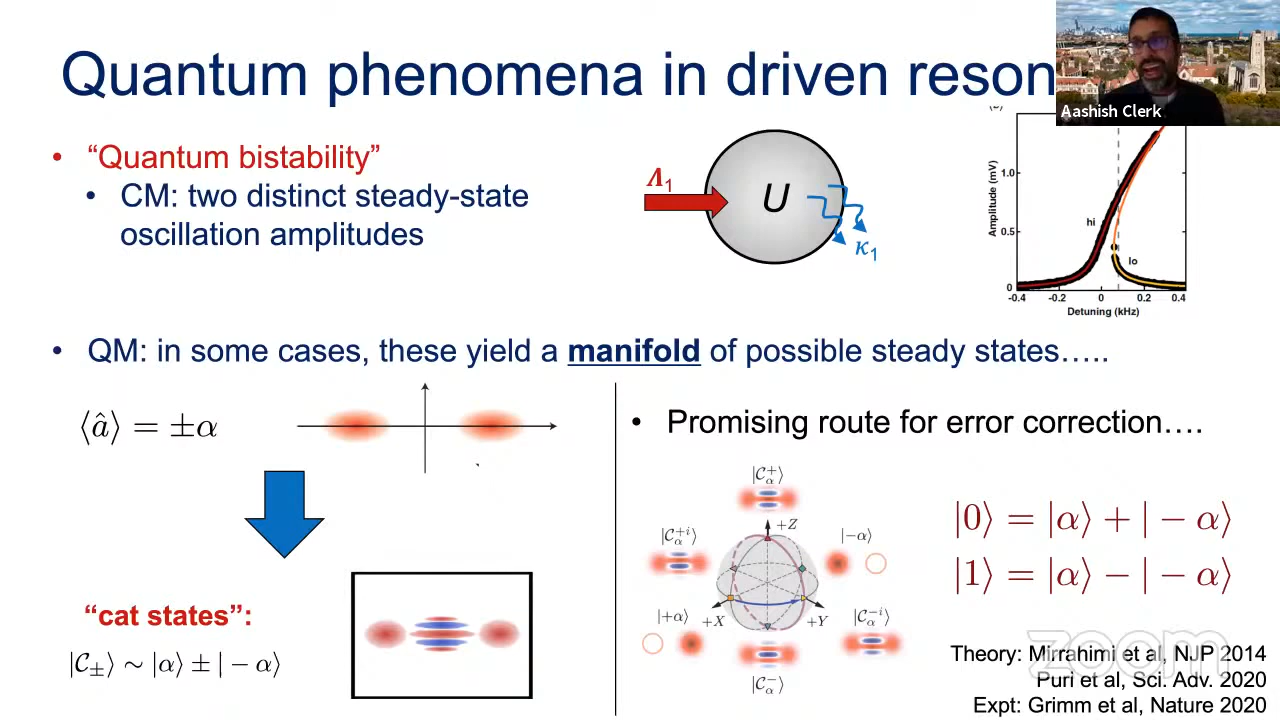 Quantum phenomena in driven reson
Aashish Clerk
• “Quantum bistability”
• CM: two distinct steady-state
oscillation amplitudes
Λ₁
U
κ₁
Amplitude (mV)
1.0
0.5
0
hi
lo
-0.4 -0.2 0 0.2 0.4
Detuning (kHz)
• QM: in some cases, these yield a manifold of possible steady states…..
⟨â⟩ = ±α
“cat states”:
|𝒞±⟩ ∼ |α⟩ ± | − α⟩
• Promising route for error correction….
|𝒞α⁺⟩
+Z
|𝒞α⁺ⁱ⟩
|−α⟩
|+α⟩
+X
+Y
|𝒞α⁻ⁱ⟩
|𝒞α⁻⟩
|0⟩ = |α⟩ + | − α⟩
|1⟩ = |α⟩ − | − α⟩
zoom
Theory: Mirrahimi et al, NJP 2014
Puri et al, Sci. Adv. 2020
Expt: Grimm et al, Nature 2020